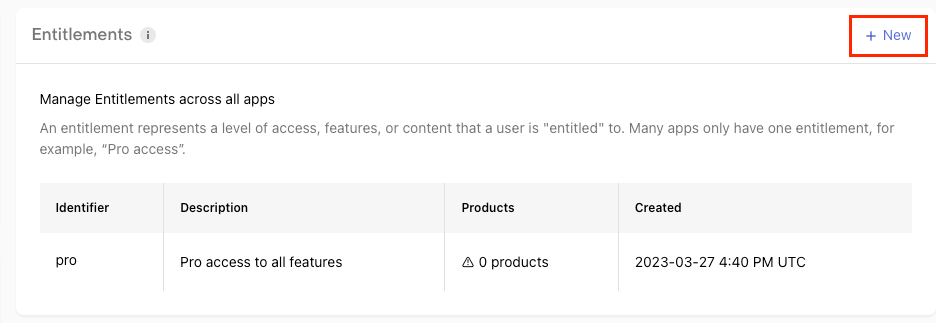 Entitlements i
+ New
Manage Entitlements across all apps
An entitlement represents a level of access, features, or content that a user is "entitled" to. Many apps only have one entitlement, for
example, “Pro access”.
Identifier Description Products Created
pro Pro access to all features 0 products 2023-03-27 4:40 PM UTC